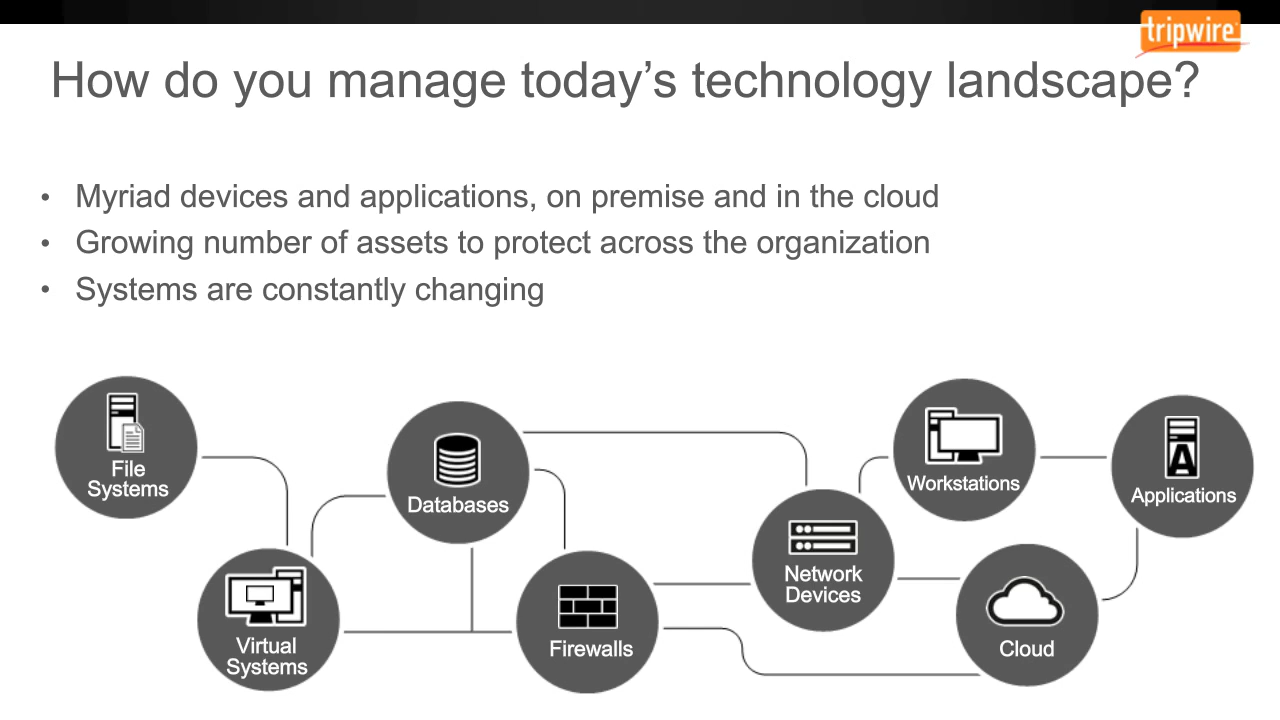 tripwire
How do you manage today’s technology landscape?
• Myriad devices and applications, on premise and in the cloud
• Growing number of assets to protect across the organization
• Systems are constantly changing
File
Systems
Databases
Workstations
A
Applications
Virtual
Systems
Firewalls
Network
Devices
Cloud